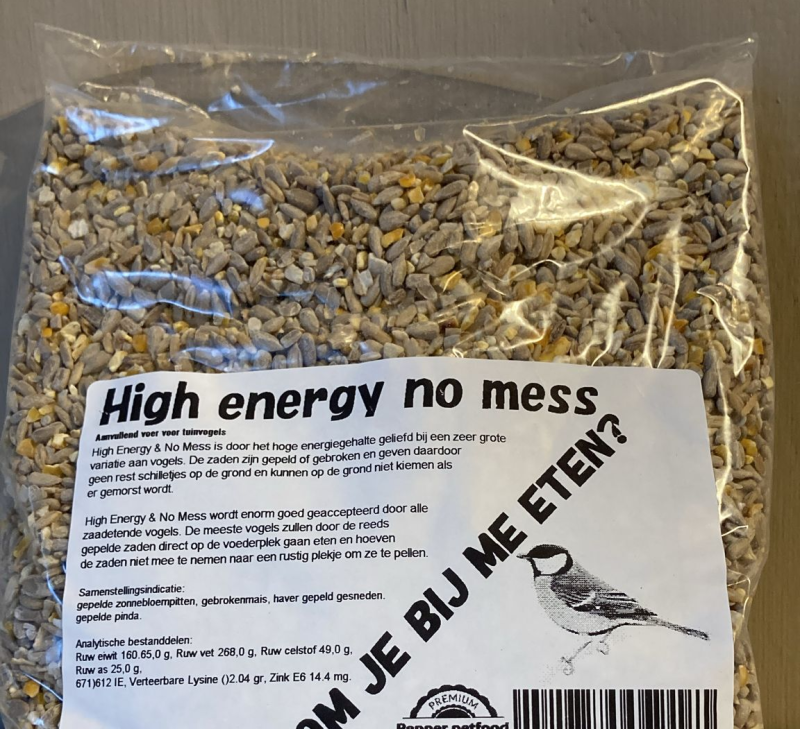 High energy no mess
Aanvullend voer voor tuinvogels
High Energy & No Mess is door het hoge energiegehalte geliefd bij een zeer grote
variatie aan vogels. De zaden zijn gepeld of gebroken en geven daardoor
geen rest schilletjes op de grond en kunnen op de grond niet kiemen als
er gemorst wordt.
High Energy & No Mess wordt enorm goed geaccepteerd door alle
zaadetende vogels. De meeste vogels zullen door de reeds
gepelde zaden direct op de voederplek gaan eten en hoeven
de zaden niet mee te nemen naar een rustig plekje om ze te pellen.
Samenstellingsindicatie:
gepelde zonnebloempitten, gebrokenmais, haver gepeld gesneden.
gepelde pinda.
Analytische bestanddelen:
Ruw eiwit 160.65,0 g, Ruw vet 268,0 g, Ruw celstof 49,0 g,
Ruw as 25,0 g,
671)612 IE, Verteerbare Lysine ()2.04 gr, Zink E6 14.4 mg.
OM JE BIJ ME ETEN?
PREMIUM
Pepper petfood